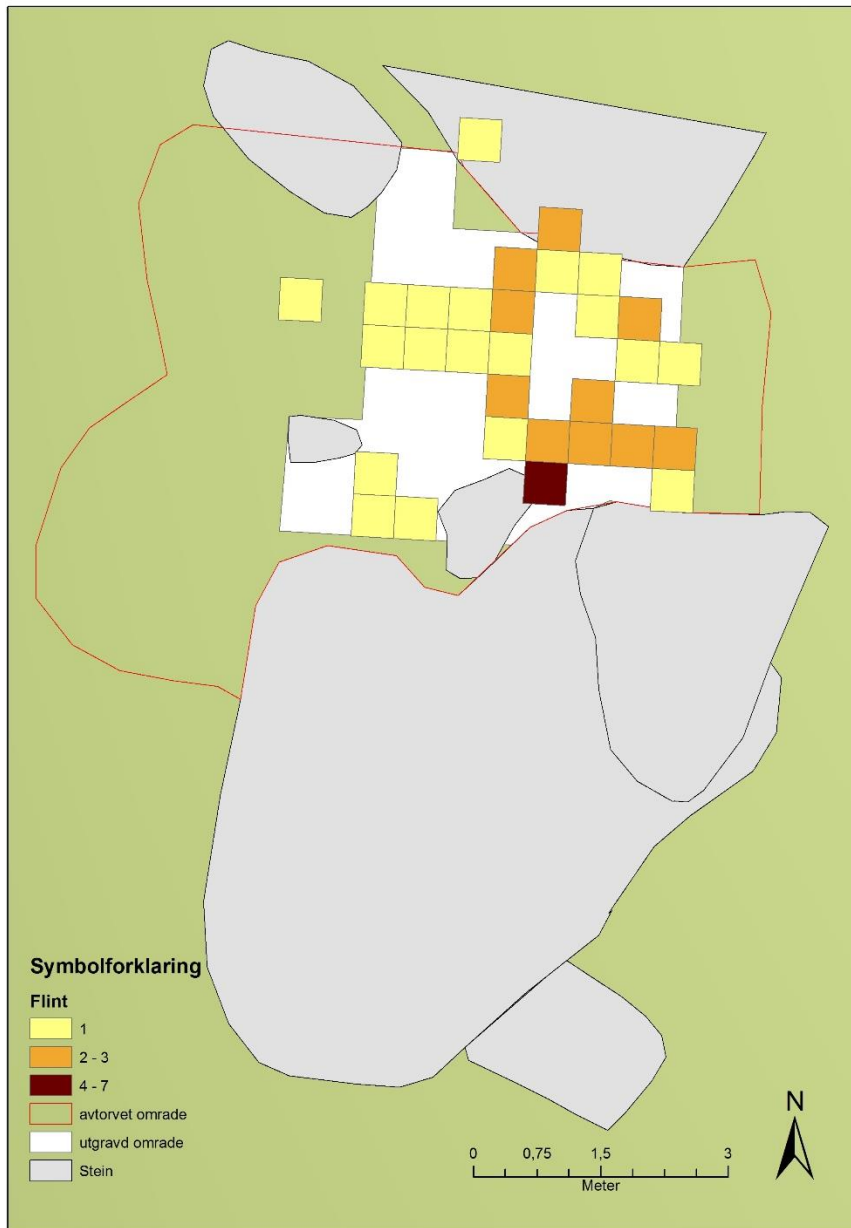 Symbolforklaring
Flint
1
2 - 3
4 - 7
avtorvet omrade
utgravd omrade
Stein
0 0,75 1,5 3
Meter
N